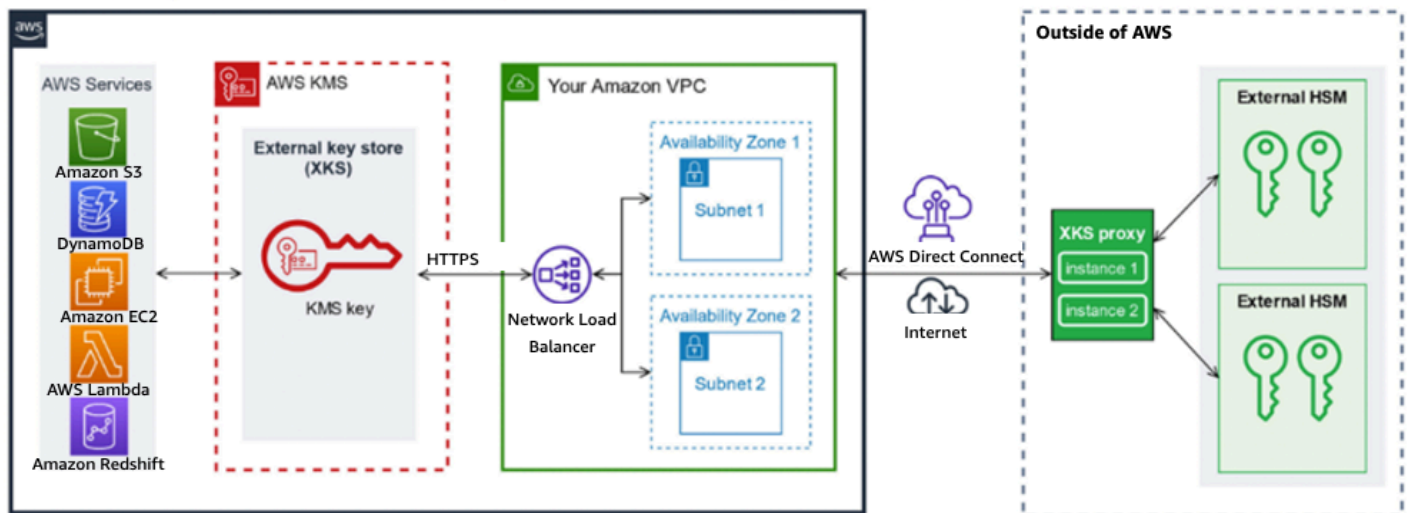 aws
AWS Services
Amazon S3
DynamoDB
Amazon EC2
AWS Lambda
Amazon Redshift
AWS KMS
External key store
(XKS)
KMS key
HTTPS
Your Amazon VPC
Network Load
Balancer
Availability Zone 1
Subnet 1
Availability Zone 2
Subnet 2
AWS Direct Connect
Internet
Outside of AWS
XKS proxy
instance 1
instance 2
External HSM
External HSM